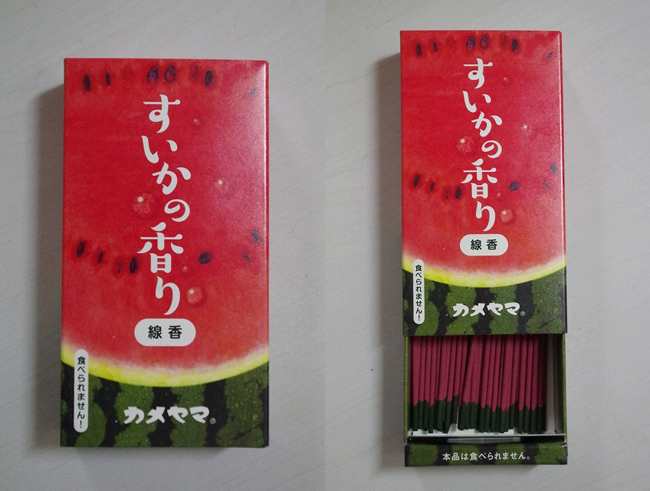 すいかの香り
線香
食べられません!
カメヤマ®
すいかの香り
線香
食べられません!
カメヤマ®
本品は食べられません。